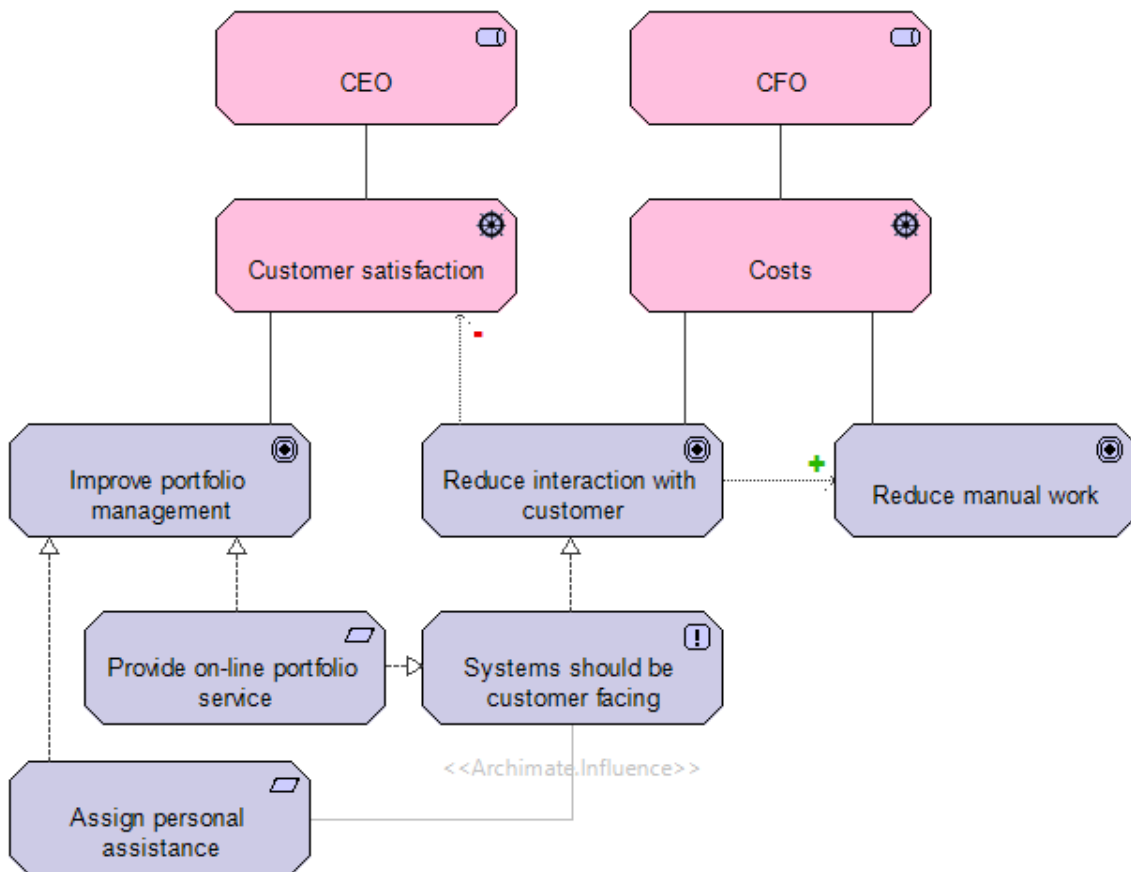 CEO
CFO
Customer satisfaction
Costs
-
Improve portfolio
management
Reduce interaction with
customer
+
Reduce manual work
Provide on-line portfolio
service
Systems should be
customer facing
!
<<Archimate.Influence>>
Assign personal
assistance